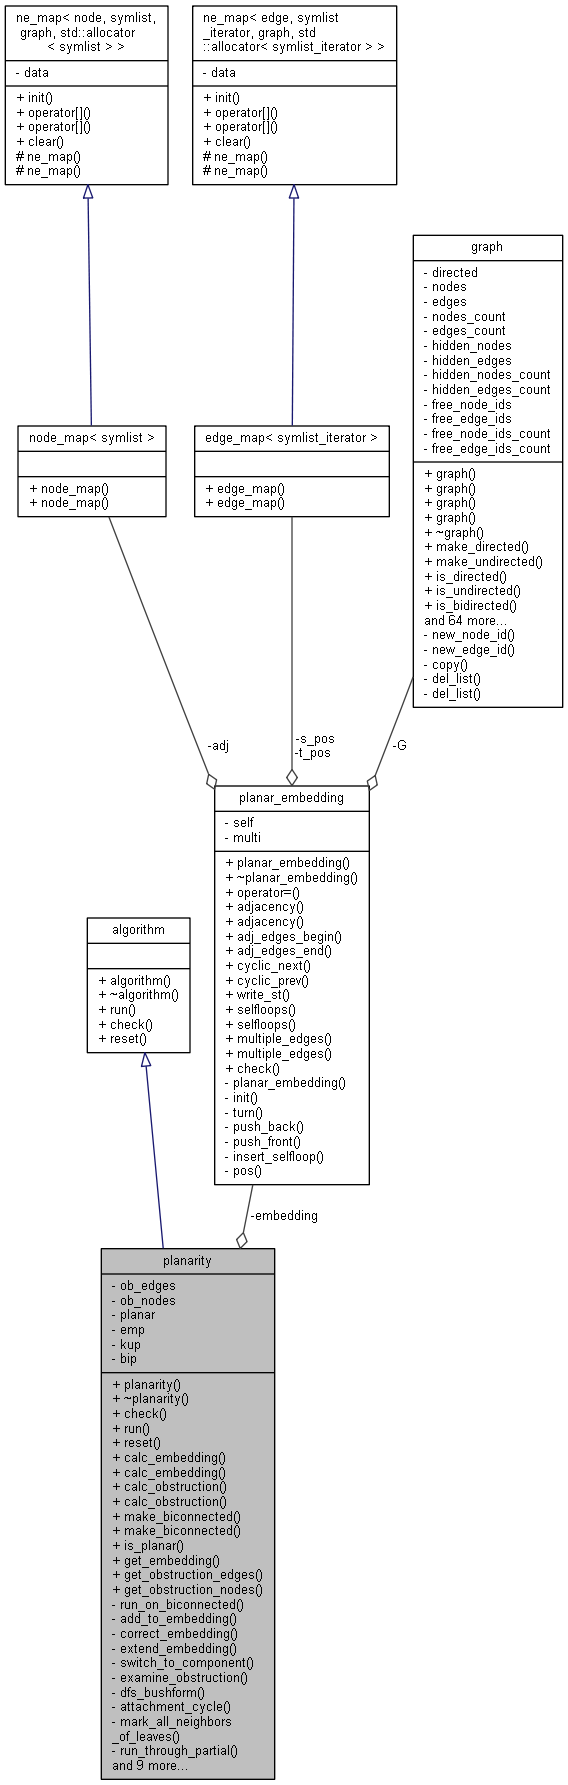 ne_map< node, symlist,
graph, std::allocator
< symlist > >
- data
+ init()
+ operator[]()
+ operator[]()
+ clear()
# ne_map()
# ne_map()
ne_map< edge, symlist
_iterator, graph, std
::allocator< symlist_iterator > >
- data
+ init()
+ operator[]()
+ operator[]()
+ clear()
# ne_map()
# ne_map()
graph
- directed
- nodes
- edges
- nodes_count
- edges_count
- hidden_nodes
- hidden_edges
- hidden_nodes_count
- hidden_edges_count
- free_node_ids
- free_edge_ids
- free_node_ids_count
- free_edge_ids_count
+ graph()
+ graph()
+ graph()
+ graph()
+ ~graph()
+ make_directed()
+ make_undirected()
+ is_directed()
+ is_undirected()
+ is_bidirected()
and 64 more...
- new_node_id()
- new_edge_id()
- copy()
- del_list()
- del_list()
node_map< symlist >
+ node_map()
+ node_map()
edge_map< symlist_iterator >
+ edge_map()
+ edge_map()
-adj
-s_pos
-t_pos
-G
planar_embedding
- self
- multi
+ planar_embedding()
+ ~planar_embedding()
+ operator=()
+ adjacency()
+ adjacency()
+ adj_edges_begin()
+ adj_edges_end()
+ cyclic_next()
+ cyclic_prev()
+ write_st()
+ selfloops()
+ selfloops()
+ multiple_edges()
+ multiple_edges()
+ check()
- planar_embedding()
- init()
- turn()
- push_back()
- push_front()
- insert_selfloop()
- pos()
algorithm
+ algorithm()
+ ~algorithm()
+ run()
+ check()
+ reset()
-embedding
planarity
- ob_edges
- ob_nodes
- planar
- emp
- kup
- bip
+ planarity()
+ ~planarity()
+ check()
+ run()
+ reset()
+ calc_embedding()
+ calc_embedding()
+ calc_obstruction()
+ calc_obstruction()
+ make_biconnected()
+ make_biconnected()
+ is_planar()
+ get_embedding()
+ get_obstruction_edges()
+ get_obstruction_nodes()
- run_on_biconnected()
- add_to_embedding()
- correct_embedding()
- extend_embedding()
- switch_to_component()
- examine_obstruction()
- dfs_bushform()
- attachment_cycle()
- mark_all_neighbors
_of_leaves()
- run_through_partial()
and 9 more...